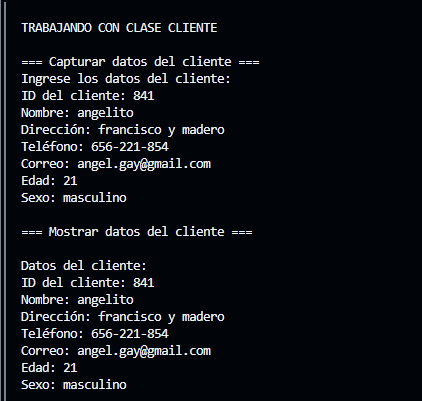 TRABAJANDO CON CLASE CLIENTE
=== Capturar datos del cliente ===
Ingrese los datos del cliente:
ID del cliente: 841
Nombre: angelito
Dirección: francisco y madero
Teléfono: 656-221-854
Correo: angel.gay@gmail.com
Edad: 21
Sexo: masculino
=== Mostrar datos del cliente ===
Datos del cliente:
ID del cliente: 841
Nombre: angelito
Dirección: francisco y madero
Teléfono: 656-221-854
Correo: angel.gay@gmail.com
Edad: 21
Sexo: masculino